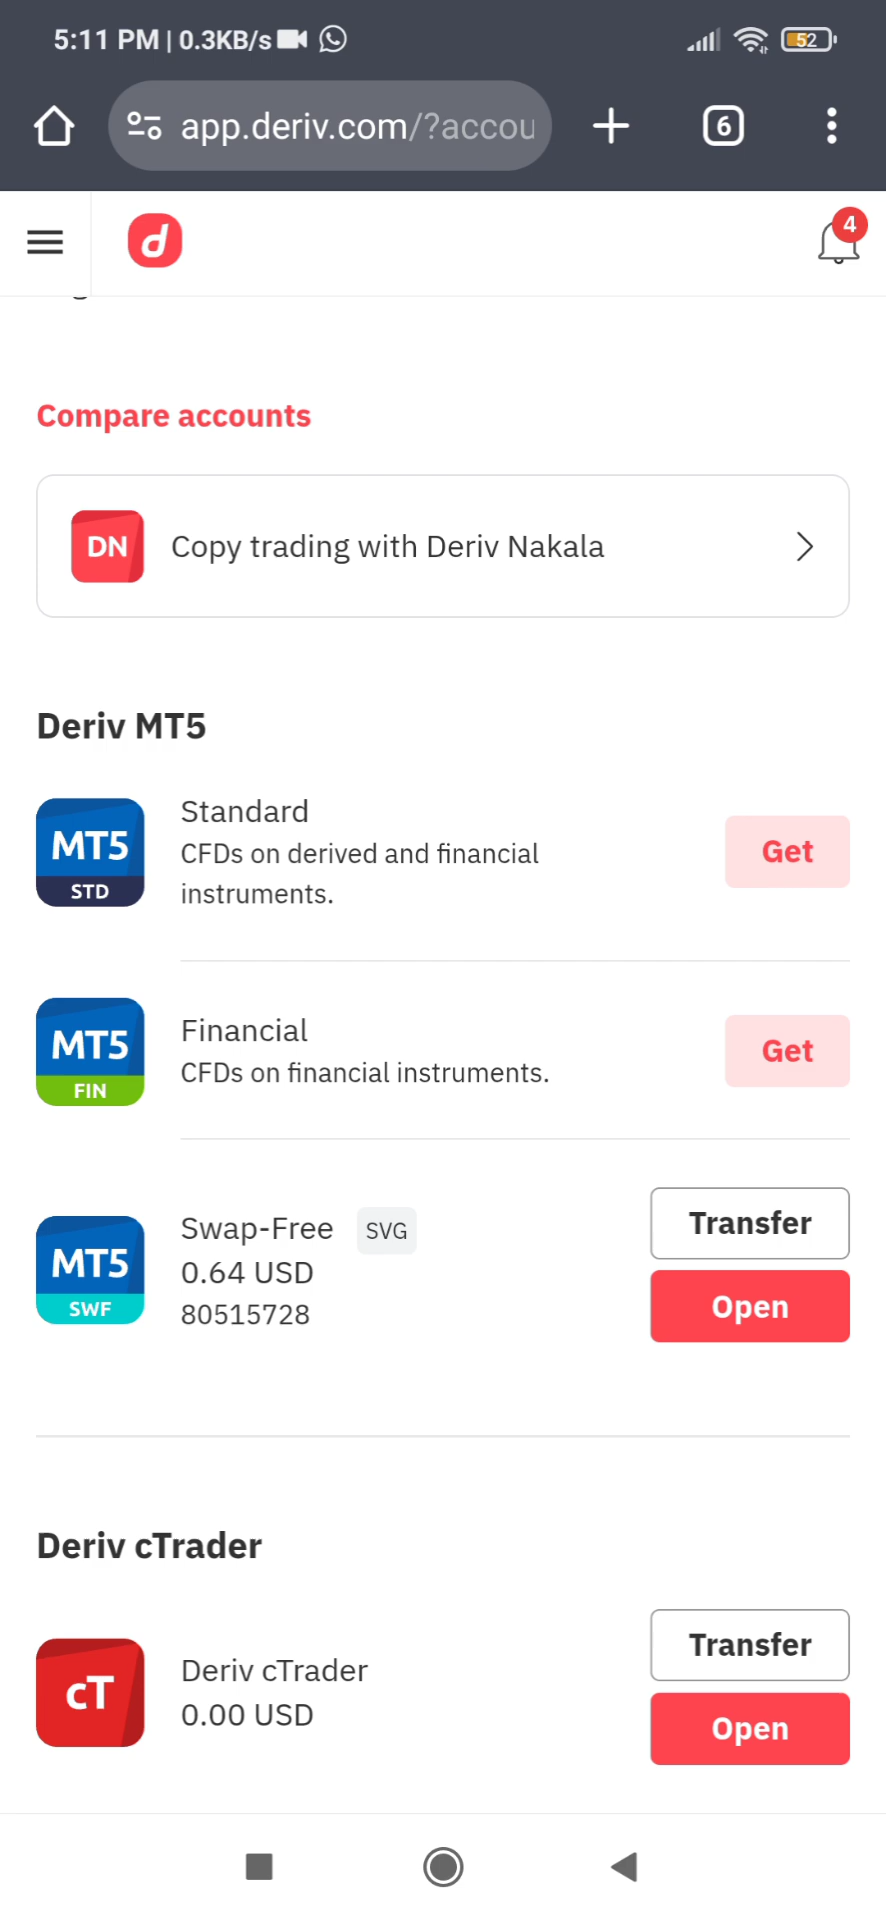 5:11 PM | 0.3KB/s
52
app.deriv.com/?accou
6
4
Compare accounts
DN
Copy trading with Deriv Nakala
Deriv MT5
MT5
STD
Standard
CFDs on derived and financial
instruments.
Get
MT5
FIN
Financial
CFDs on financial instruments.
Get
MT5
SWF
Swap-Free SVG
0.64 USD
80515728
Transfer
Open
Deriv cTrader
cT
Deriv cTrader
0.00 USD
Transfer
Open